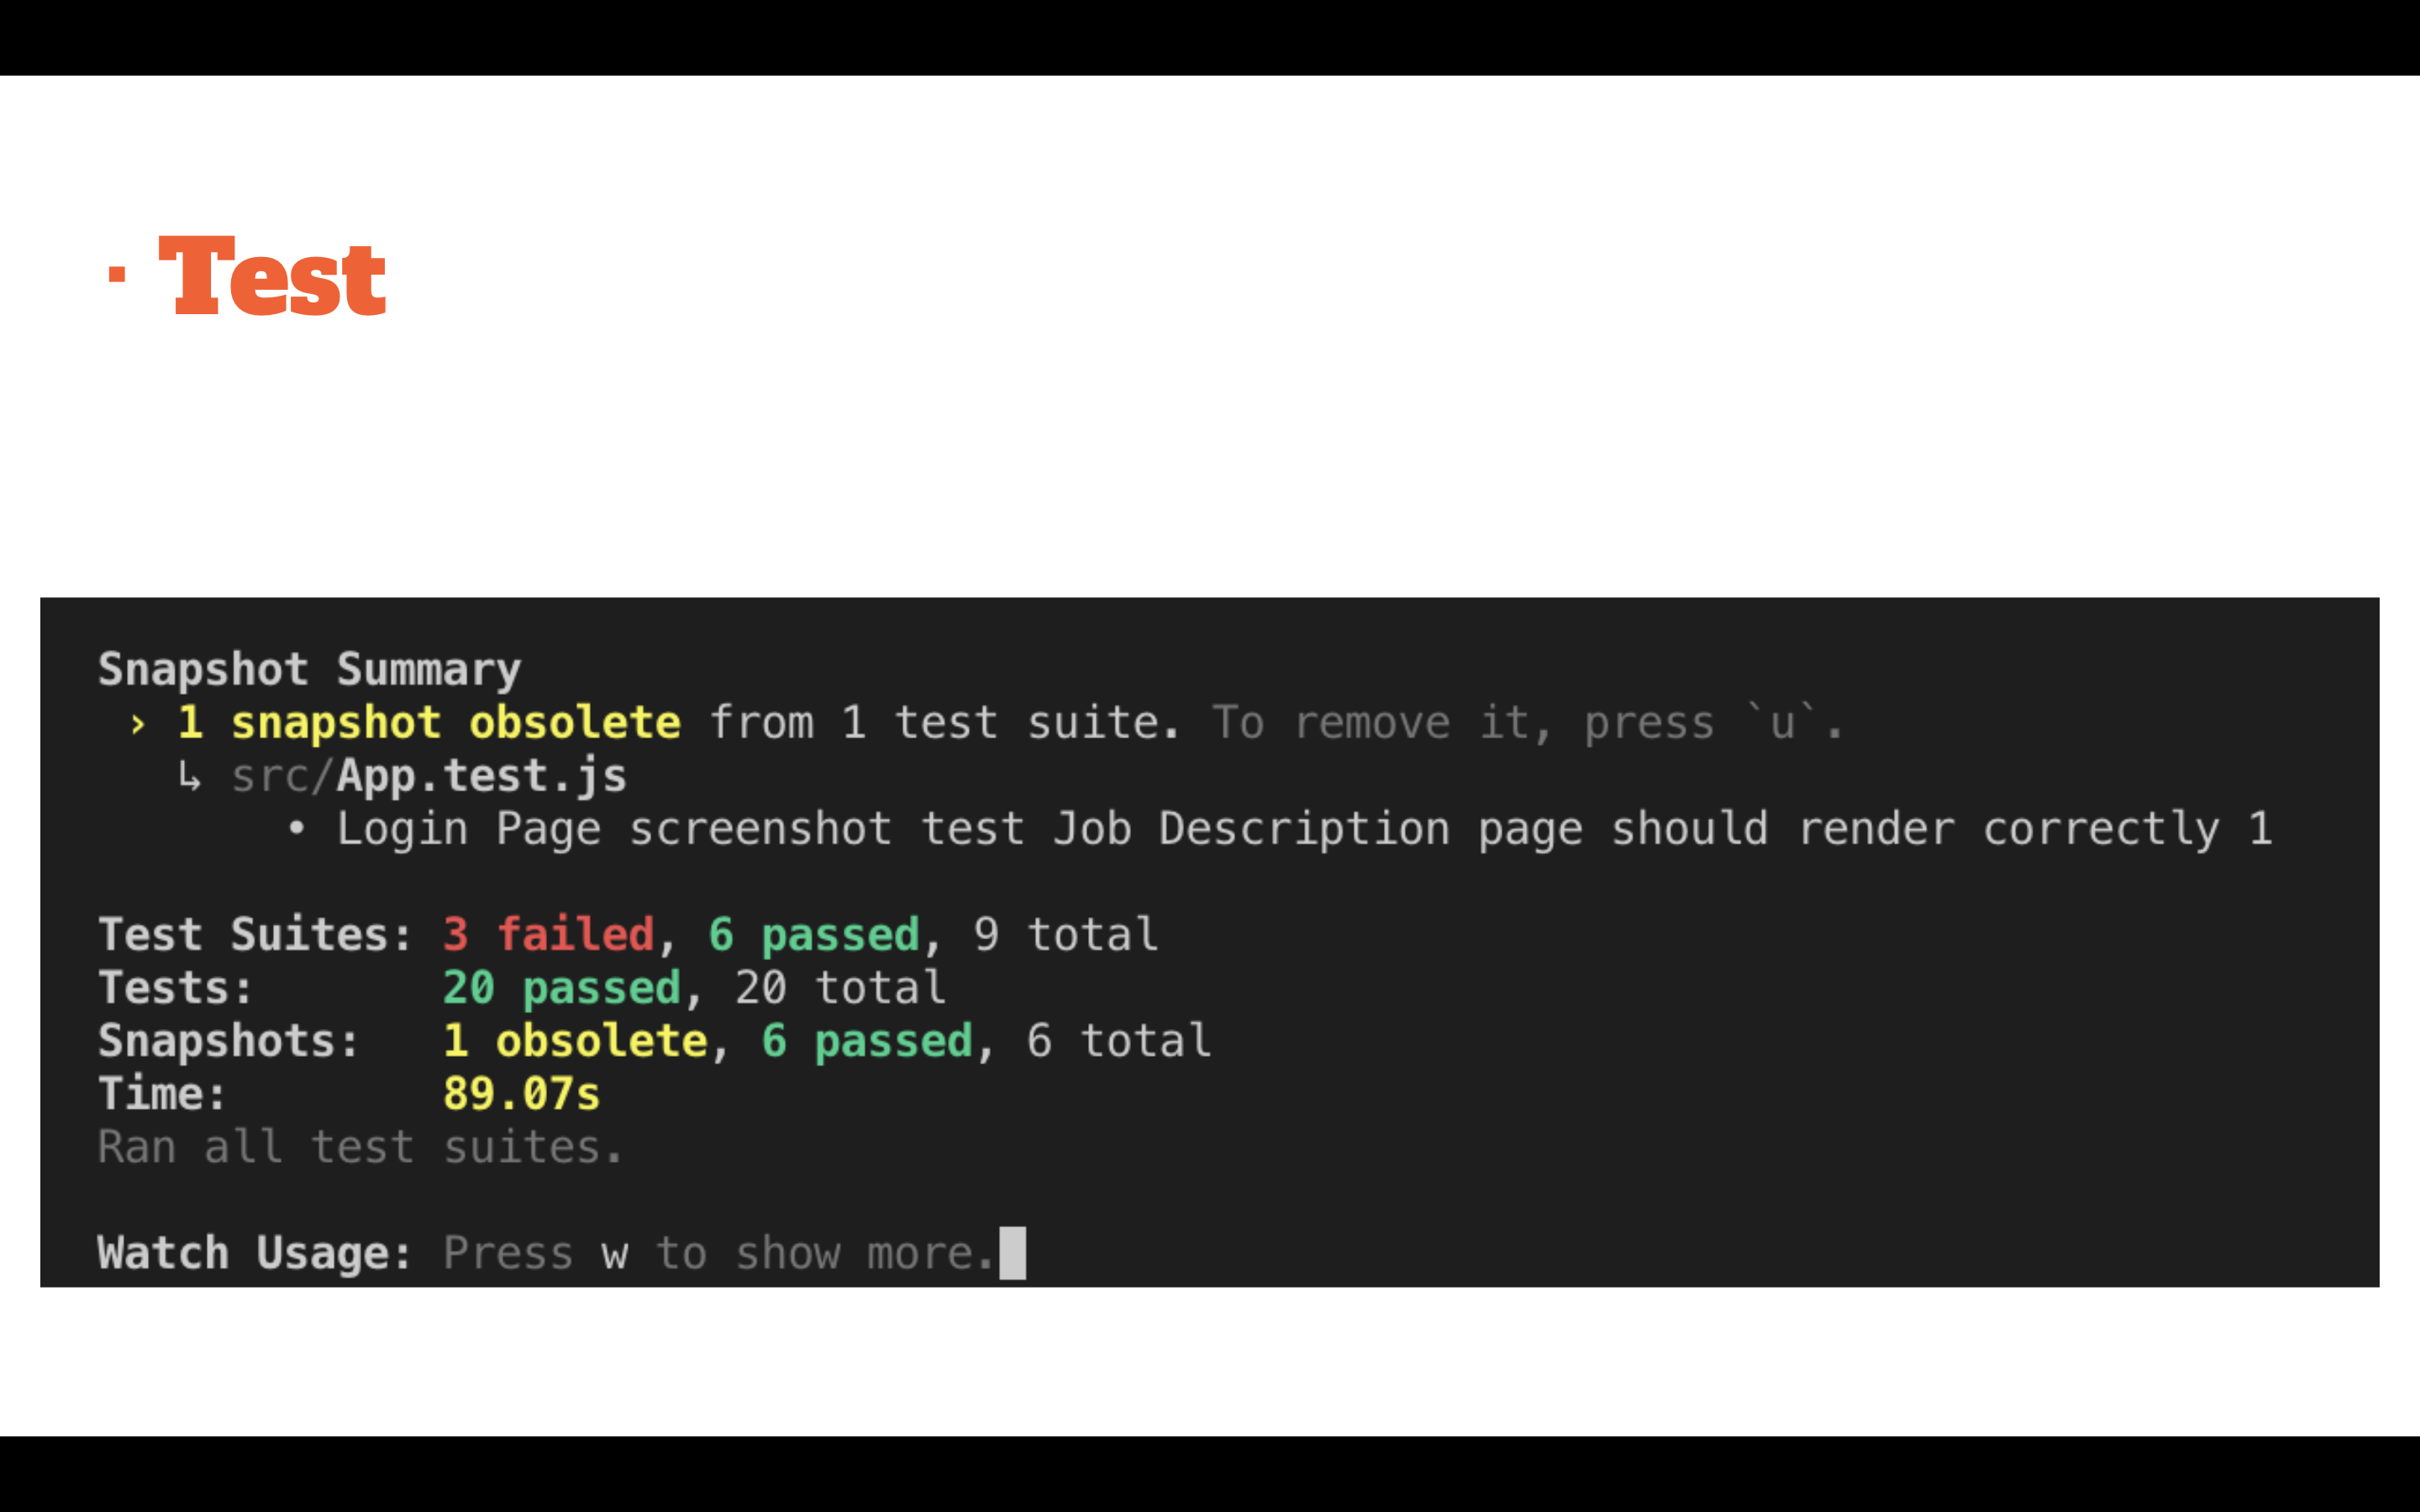 · Test
Snapshot Summary
› 1 snapshot obsolete from 1 test suite. To remove it, press `u`.
↳ src/App.test.js
• Login Page screenshot test Job Description page should render correctly 1
Test Suites: 3 failed, 6 passed, 9 total
Tests: 20 passed, 20 total
Snapshots: 1 obsolete, 6 passed, 6 total
Time: 89.07s
Ran all test suites.
Watch Usage: Press w to show more.